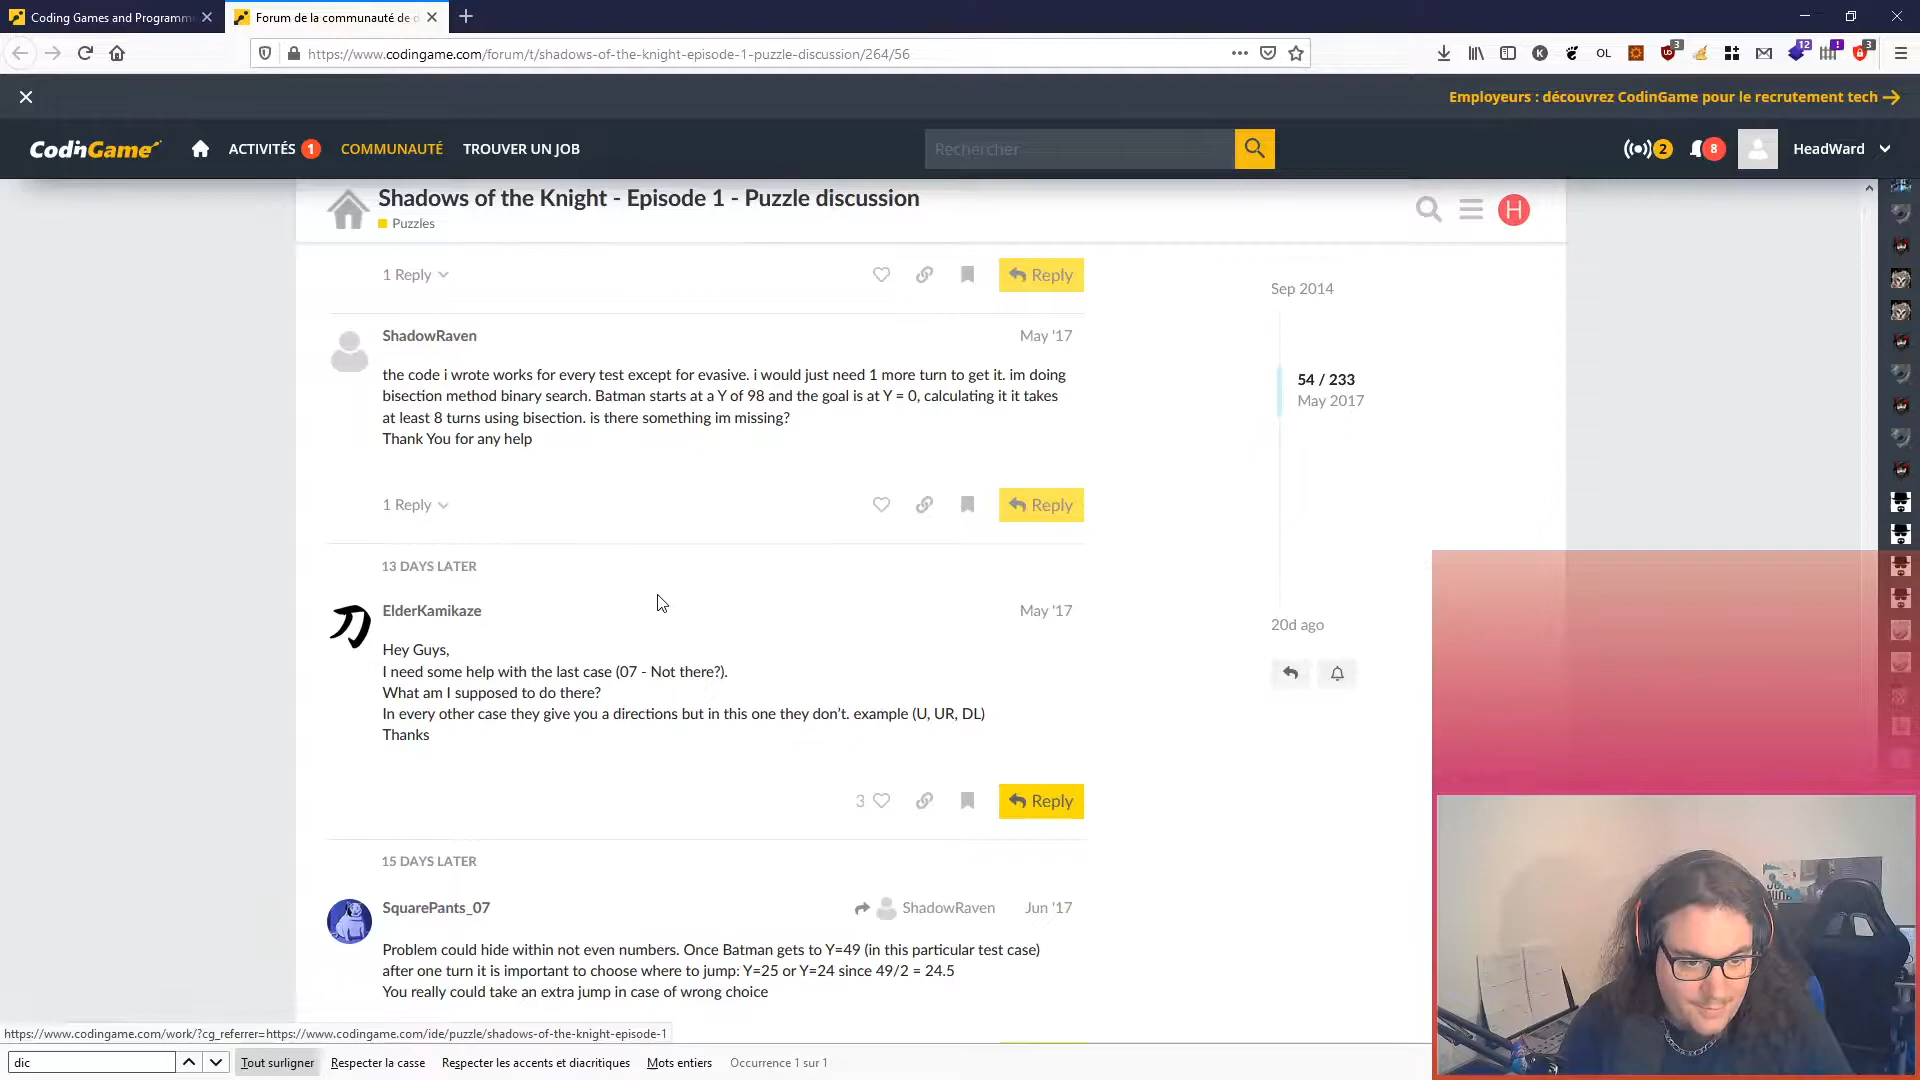 Coding Games and Programm
Forum de la communauté de d
https://www.codingame.com/forum/t/shadows-of-the-knight-episode-1-puzzle-discussion/264/56
OL
3
12
!
3
Employeurs : découvrez CodinGame pour le recrutement tech
CodinGame
ACTIVITÉS 1
COMMUNAUTÉ
TROUVER UN JOB
Rechercher
2
8
HeadWard
Shadows of the Knight - Episode 1 - Puzzle discussion
Puzzles
H
1 Reply
Reply
Sep 2014
ShadowRaven
May '17
the code i wrote works for every test except for evasive. i would just need 1 more turn to get it. im doing
bisection method binary search. Batman starts at a Y of 98 and the goal is at Y = 0, calculating it it takes
at least 8 turns using bisection. is there something im missing?
Thank You for any help
54 / 233
May 2017
1 Reply
Reply
13 DAYS LATER
ElderKamikaze
May '17
20d ago
Hey Guys,
I need some help with the last case (07 - Not there?).
What am I supposed to do there?
In every other case they give you a directions but in this one they don't. example (U, UR, DL)
Thanks
3
Reply
15 DAYS LATER
SquarePants_07
ShadowRaven
Jun '17
Problem could hide within not even numbers. Once Batman gets to Y=49 (in this particular test case)
after one turn it is important to choose where to jump: Y=25 or Y=24 since 49/2 = 24.5
You really could take an extra jump in case of wrong choice
https://www.codingame.com/work/?cg_referrer=https://www.codingame.com/ide/puzzle/shadows-of-the-knight-episode-1
dic
Tout surligner
Respecter la casse
Respecter les accents et diacritiques
Mots entiers
Occurrence 1 sur 1